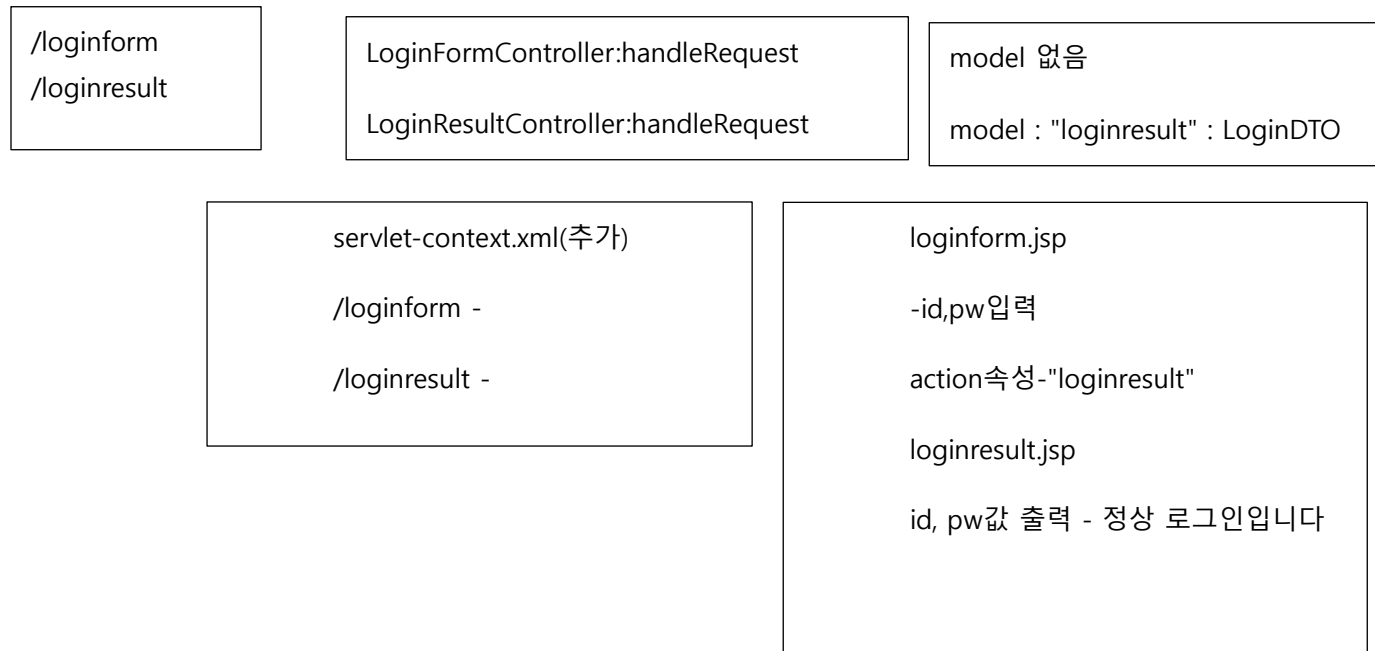 /loginform
/loginresult
LoginFormController:handleRequest
LoginResultController:handleRequest
model 없음
model : "loginresult" : LoginDTO
servlet-context.xml(추가)
/loginform -
/loginresult -
loginform.jsp
-id,pw입력
action속성-"loginresult"
loginresult.jsp
id, pw값 출력 - 정상 로그인입니다